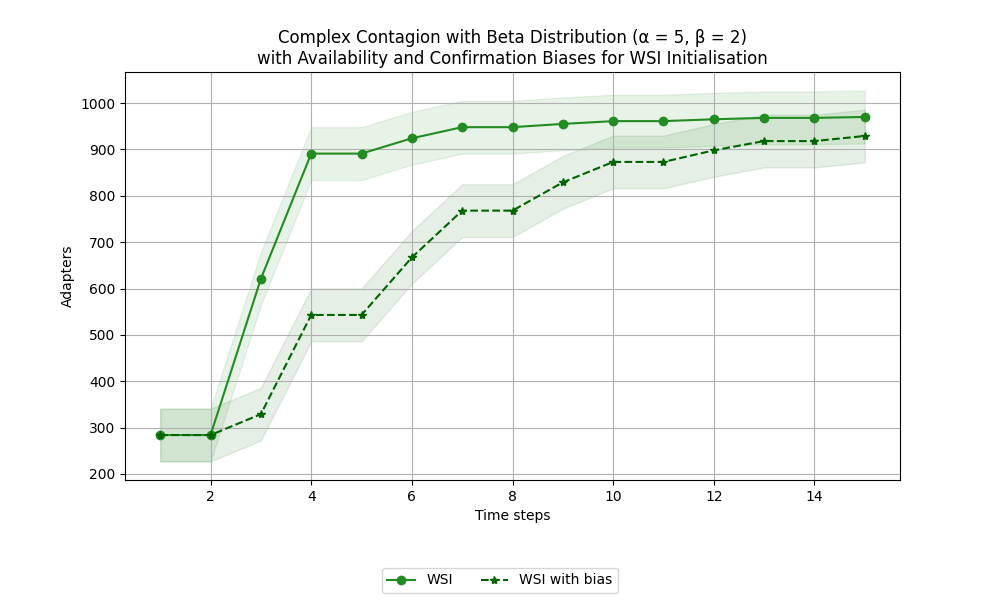 Complex Contagion with Beta Distribution (α = 5, β = 2)
with Availability and Confirmation Biases for WSI Initialisation
Adapters
1000
900
800
700
600
500
400
300
200
2 4 6 8 10 12 14
Time steps
WSI WSI with bias